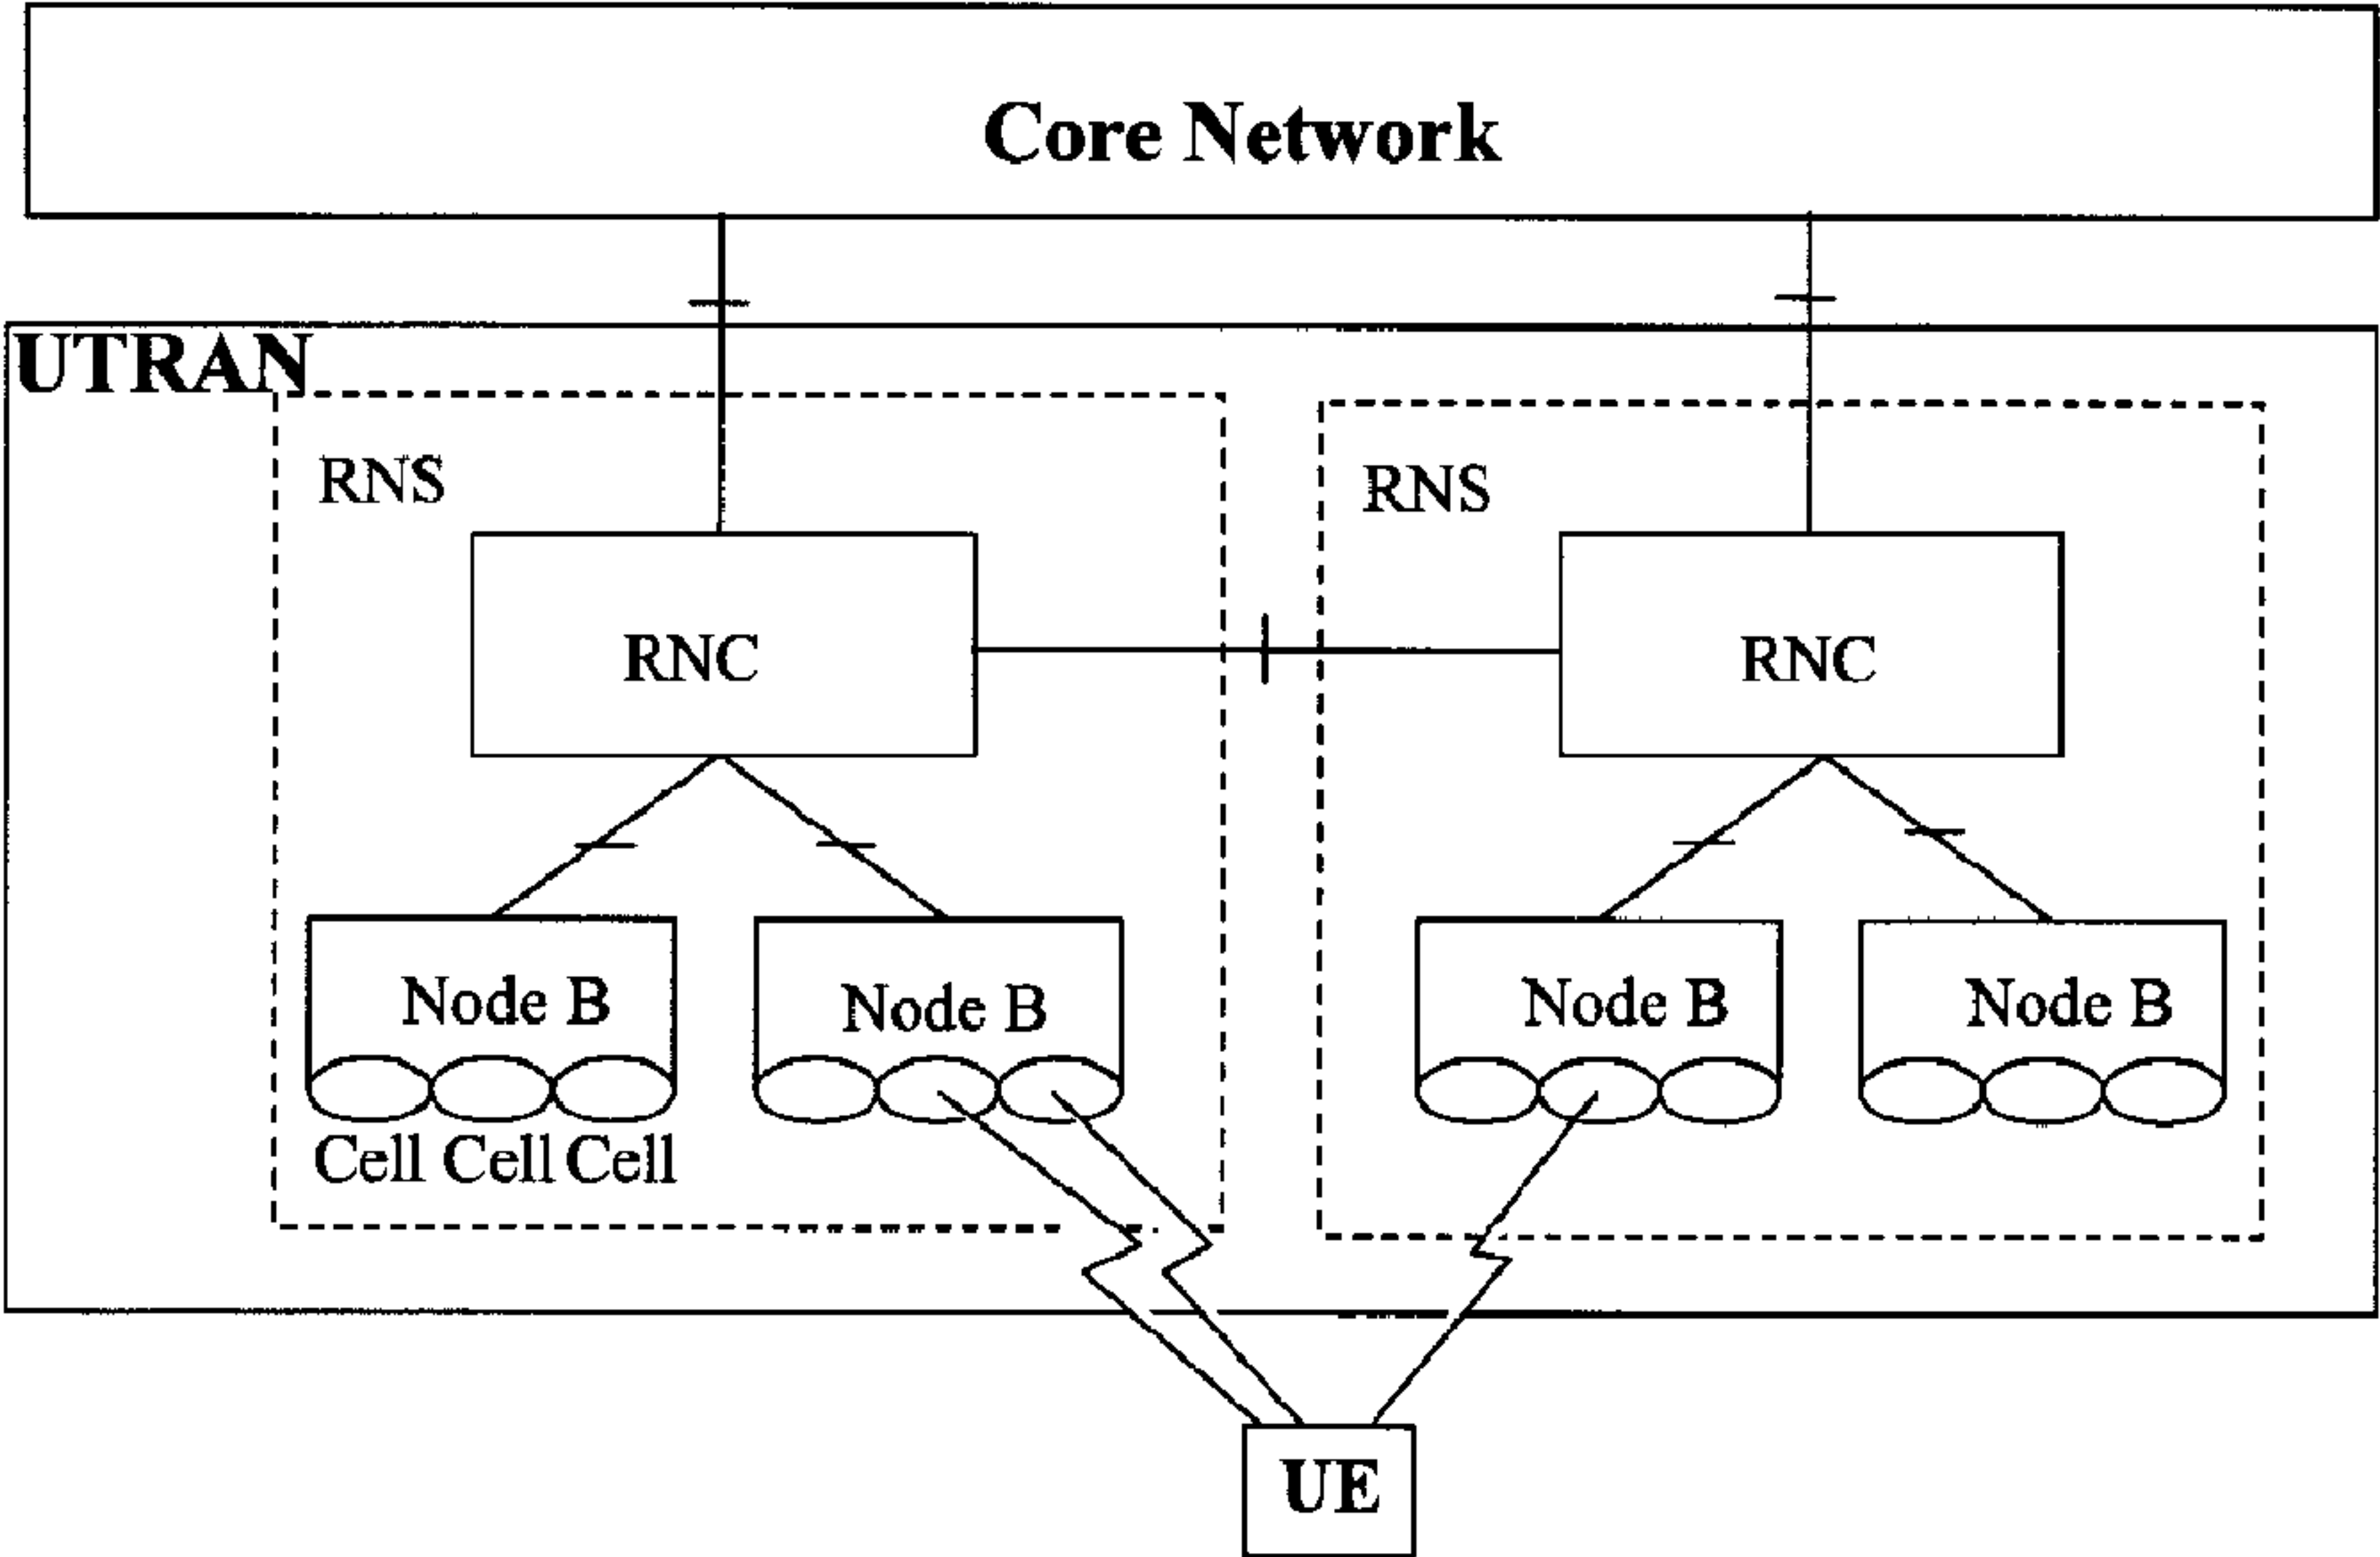 Core Network
UTRAN
RNS
RNS
RNC
RNC
Node B
Node B
Node B
Node B
Cell Cell Cell
UE